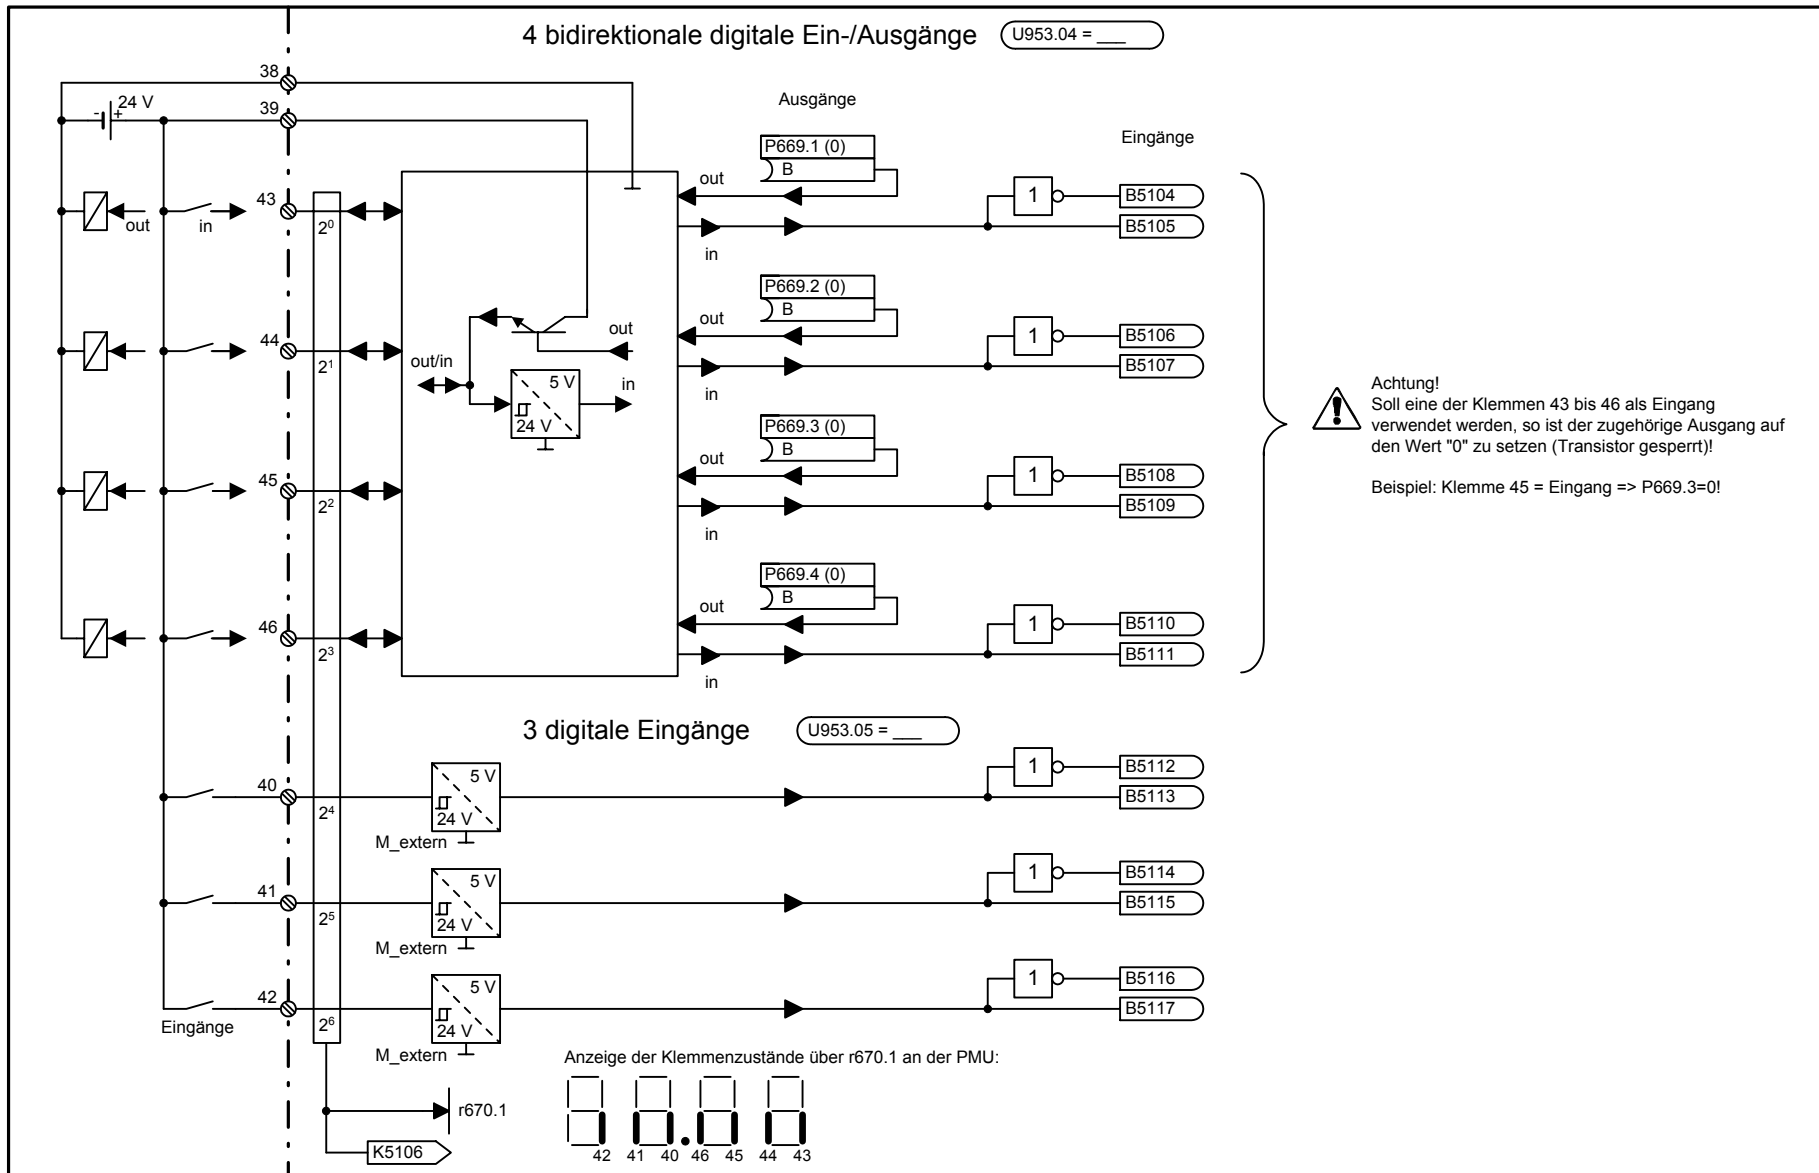 4 bidirektionale digitale Ein-/Ausgänge
U953.04 = ___
38
24 V
- +
39
Ausgänge
Eingänge
P669.1 (0)
B
out
1
B5104
43
out
in
2⁰
B5105
in
P669.2 (0)
B
out
out
1
B5106
44
2¹
out/in
5 V
24 V
in
B5107
in
Achtung!
Soll eine der Klemmen 43 bis 46 als Eingang
verwendet werden, so ist der zugehörige Ausgang auf
den Wert "0" zu setzen (Transistor gesperrt)!
Beispiel: Klemme 45 = Eingang => P669.3=0!
P669.3 (0)
B
out
1
B5108
45
2²
B5109
in
P669.4 (0)
B
out
1
B5110
46
2³
B5111
in
3 digitale Eingänge
U953.05 = ___
40
2⁴
5 V
24 V
M_extern
1
B5112
B5113
41
2⁵
5 V
24 V
M_extern
1
B5114
B5115
42
Eingänge
2⁶
5 V
24 V
M_extern
1
B5116
B5117
Anzeige der Klemmenzustände über r670.1 an der PMU:
r670.1
K5106
42 41 40 46 45 44 43